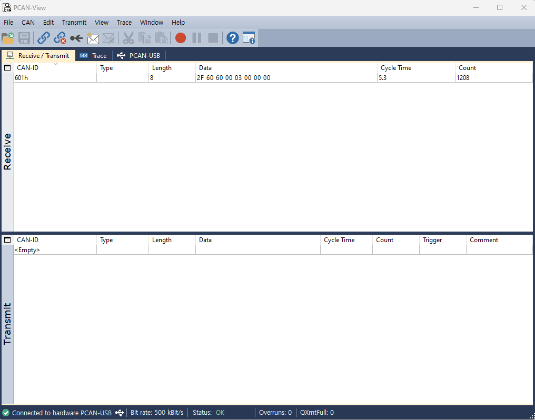 PCAN-View
File CAN Edit Transmit View Trace Window Help
Receive / Transmit Trace PCAN-USB
CAN-ID Type Length Data Cycle Time Count
601h 8 2F 60 60 00 03 00 00 00 5.3 1208
Receive
CAN-ID Type Length Data Cycle Time Count Trigger Comment
<Empty>
Transmit
Connected to hardware PCAN-USB Bit rate: 500 kBit/s Status: OK Overruns: 0 QXmtFull: 0